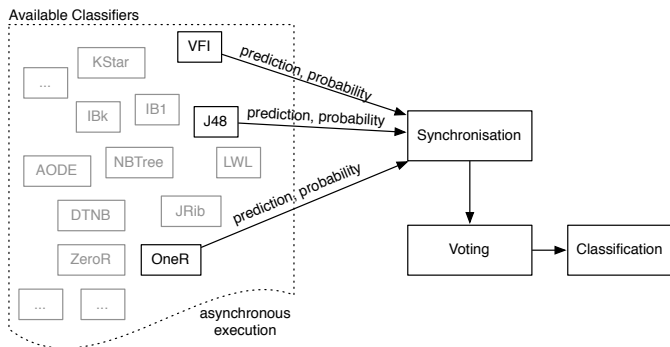 Available Classifiers
VFI
KStar
...
prediction, probability
IBk
IB1
J48
prediction, probability
Synchronisation
AODE
NBTree
LWL
prediction, probability
DTNB
JRib
ZeroR
OneR
Voting
Classification
...
...
asynchronous
execution